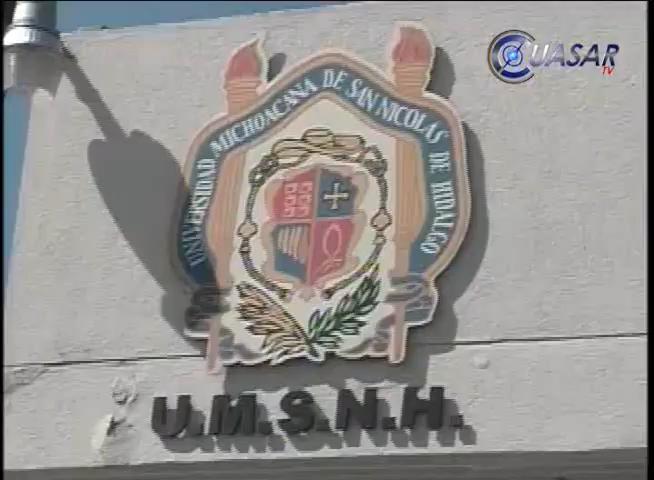 QUASAR
TV
UNIVERSIDAD MICHOACANA DE SAN NICOLAS DE HIDALGO
U.M.S.N.H.